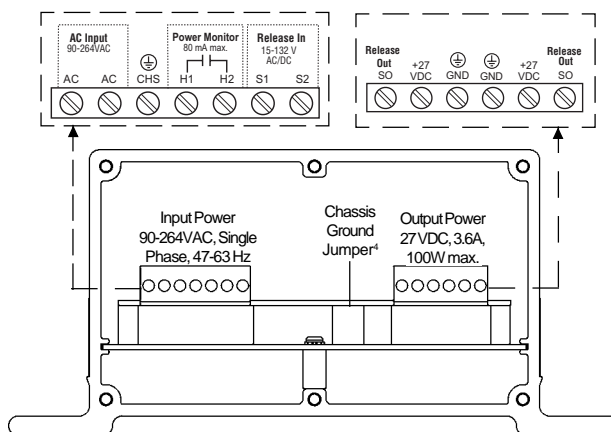 AC Input
90-264VAC
Power Monitor
80 mA max.
Release In
15-132 V
AC/DC
AC AC CHS H1 H2 S1 S2
Release
Out
SO
+27
VDC
GND
GND
+27
VDC
Release
Out
SO
Input Power
90-264VAC, Single
Phase, 47-63 Hz
Chassis
Ground
Jumper⁴
Output Power
27 VDC, 3.6A,
100W max.